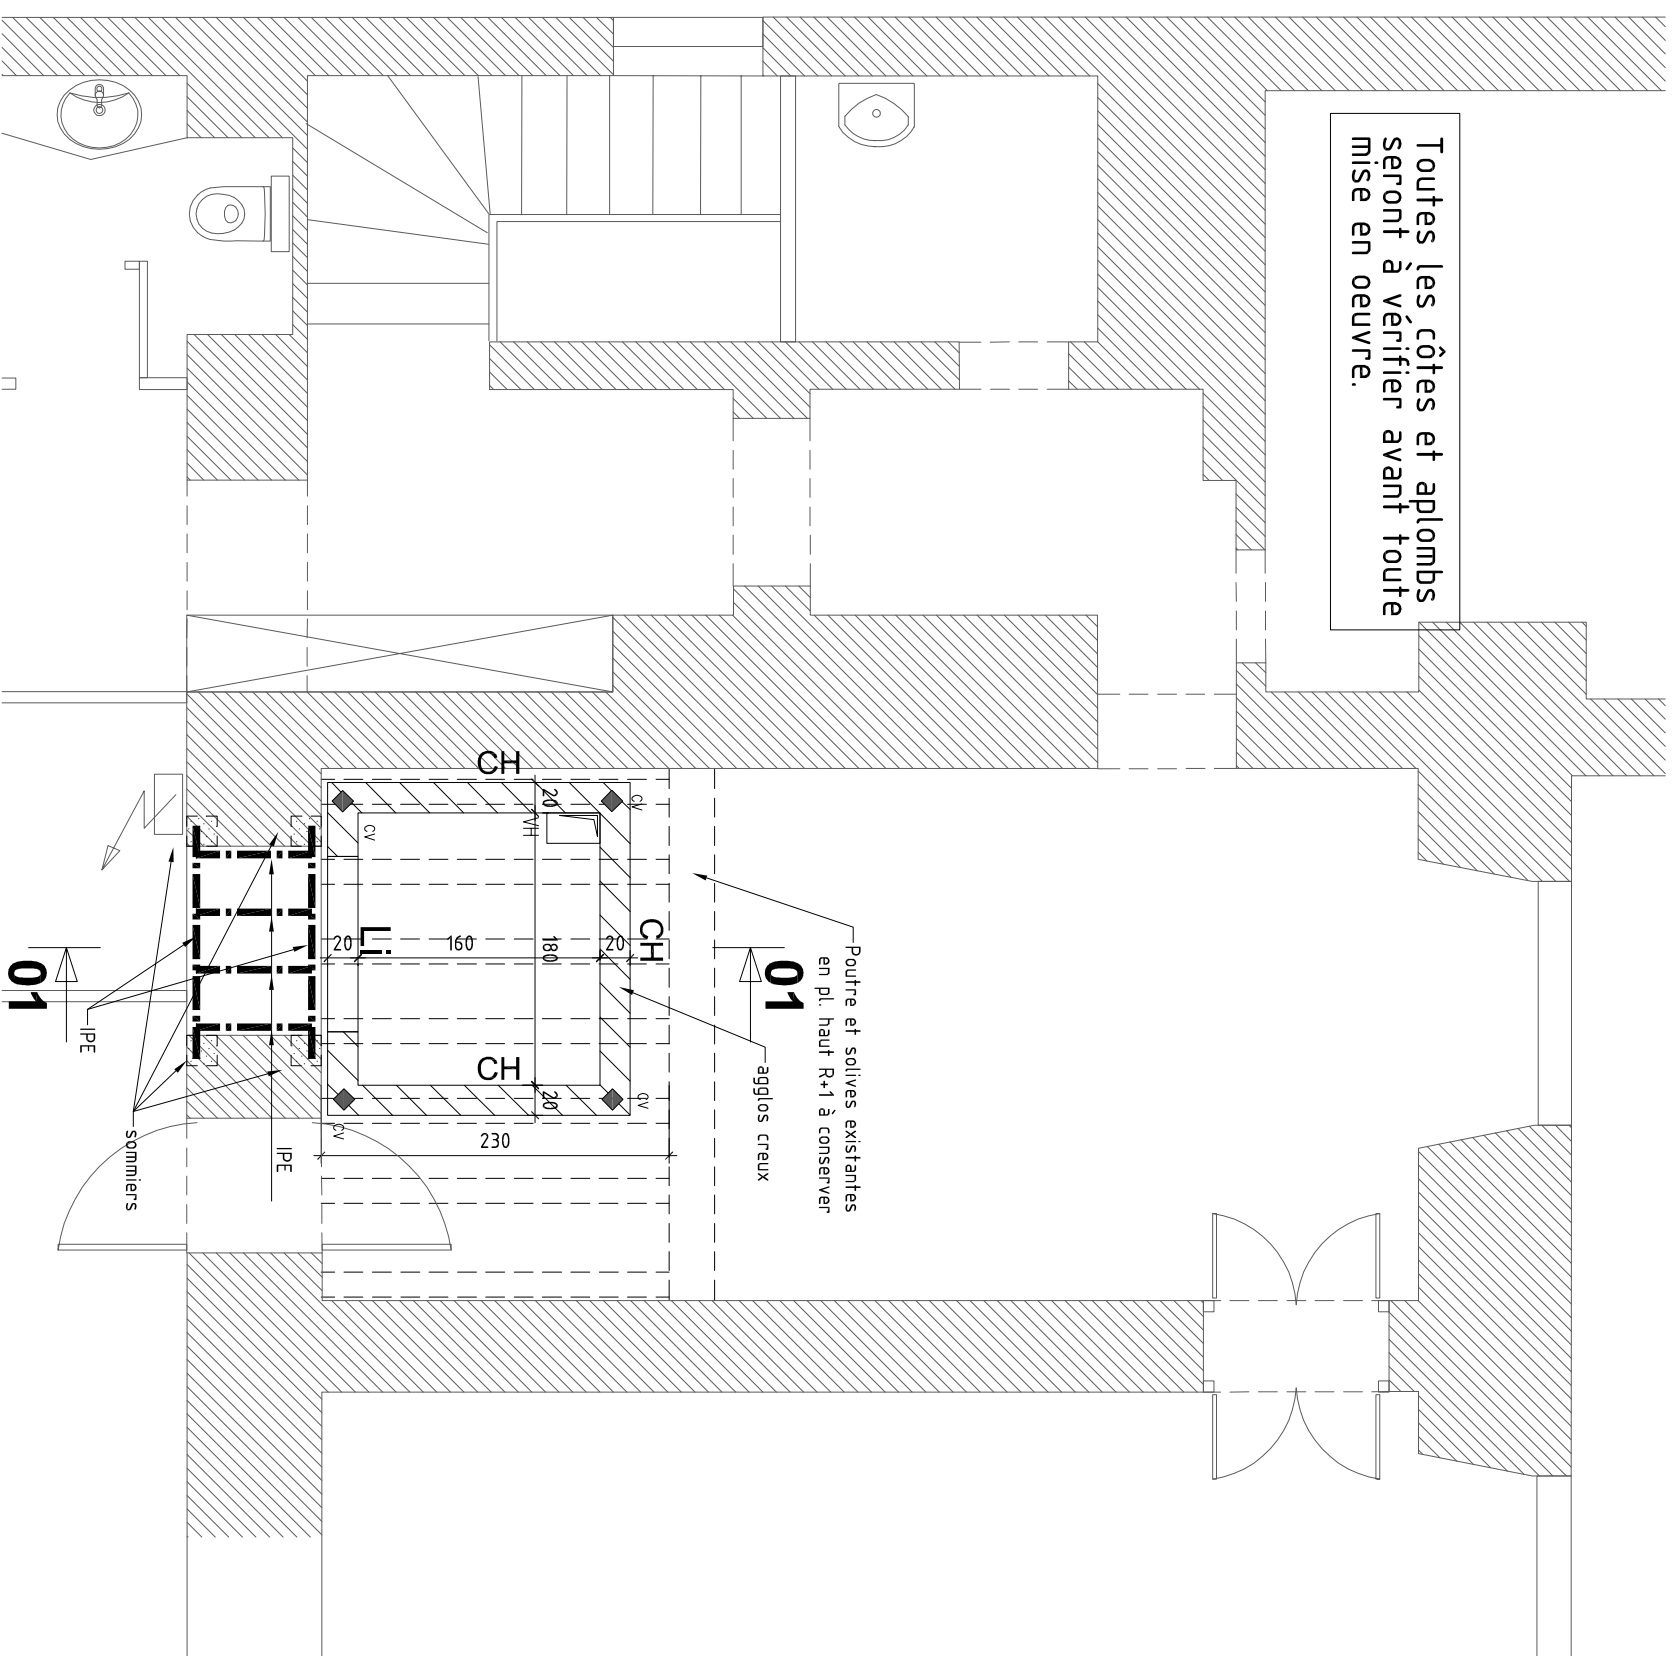 Toutes les côtes et aplombs
seront à vérifier avant toute
mise en oeuvre.
CH
20
CV
VH
CV
CH
20
Li
160
180
20
01
01
Poutre et solives existantes
en pl. haut R+1 à conserver
agglos creux
IPE
CH
20
CV
CV
230
IPE
sommiers